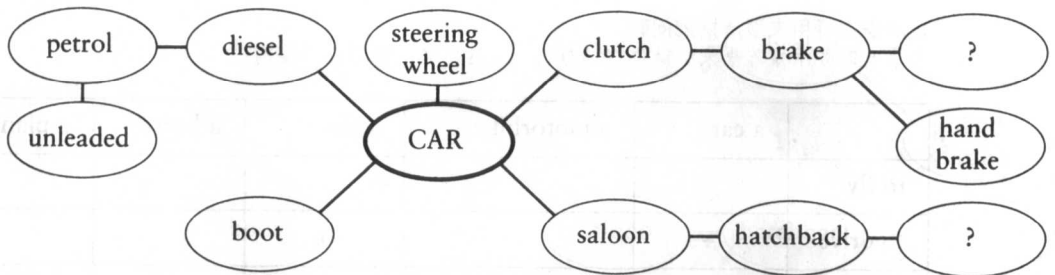 petrol
diesel
steering
wheel
clutch
brake
?
unleaded
CAR
hand
brake
boot
saloon
hatchback
?